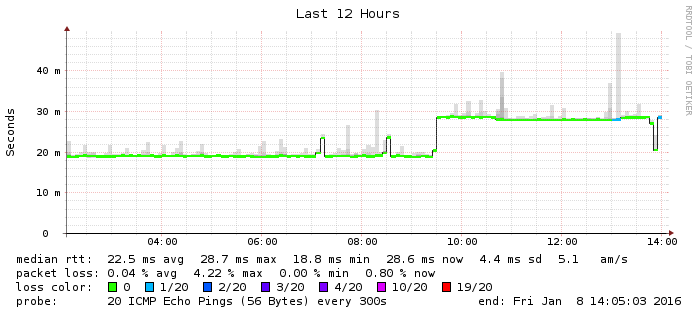 Last 12 Hours
RRDTOOL / TOBI OETIKER
Seconds
40 m
30 m
20 m
10 m
0
04:00 06:00 08:00 10:00 12:00 14:00
median rtt: 22.5 ms avg 28.7 ms max 18.8 ms min 28.6 ms now 4.4 ms sd 5.1 am/s
packet loss: 0.04 % avg 4.22 % max 0.00 % min 0.80 % now
loss color: 0 1/20 2/20 3/20 4/20 10/20 19/20
probe: 20 ICMP Echo Pings (56 Bytes) every 300s end: Fri Jan 8 14:05:03 2016